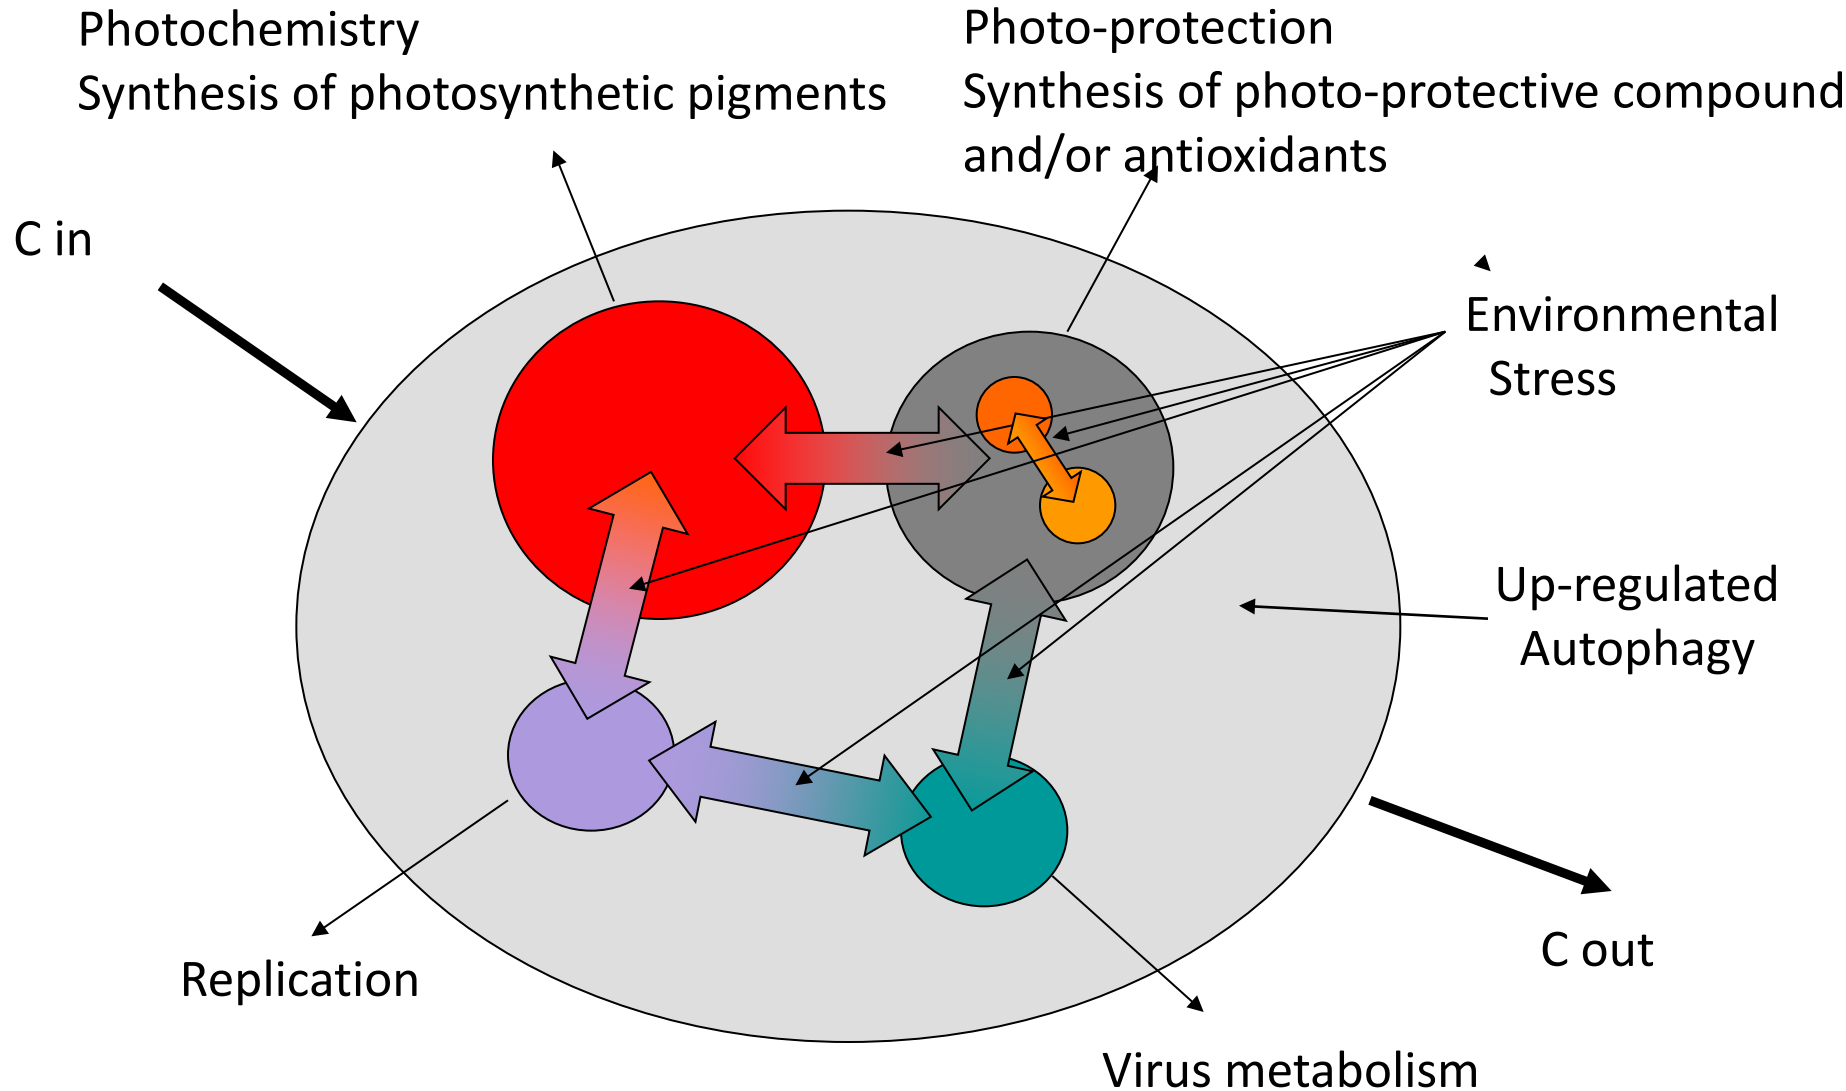 Photochemistry
Synthesis of photosynthetic pigments
Photo-protection
Synthesis of photo-protective compound
and/or antioxidants
C in
Environmental
Stress
Up-regulated
Autophagy
C out
Replication
Virus metabolism